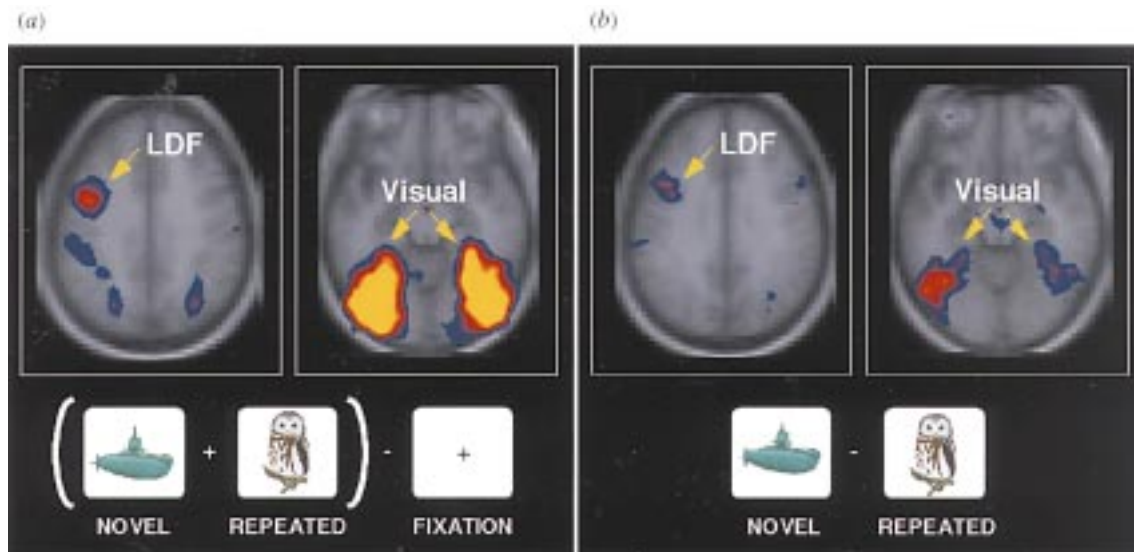 (a)
(b)
LDF
Visual
LDF
Visual
( + ) - +
NOVEL REPEATED FIXATION
-
NOVEL REPEATED